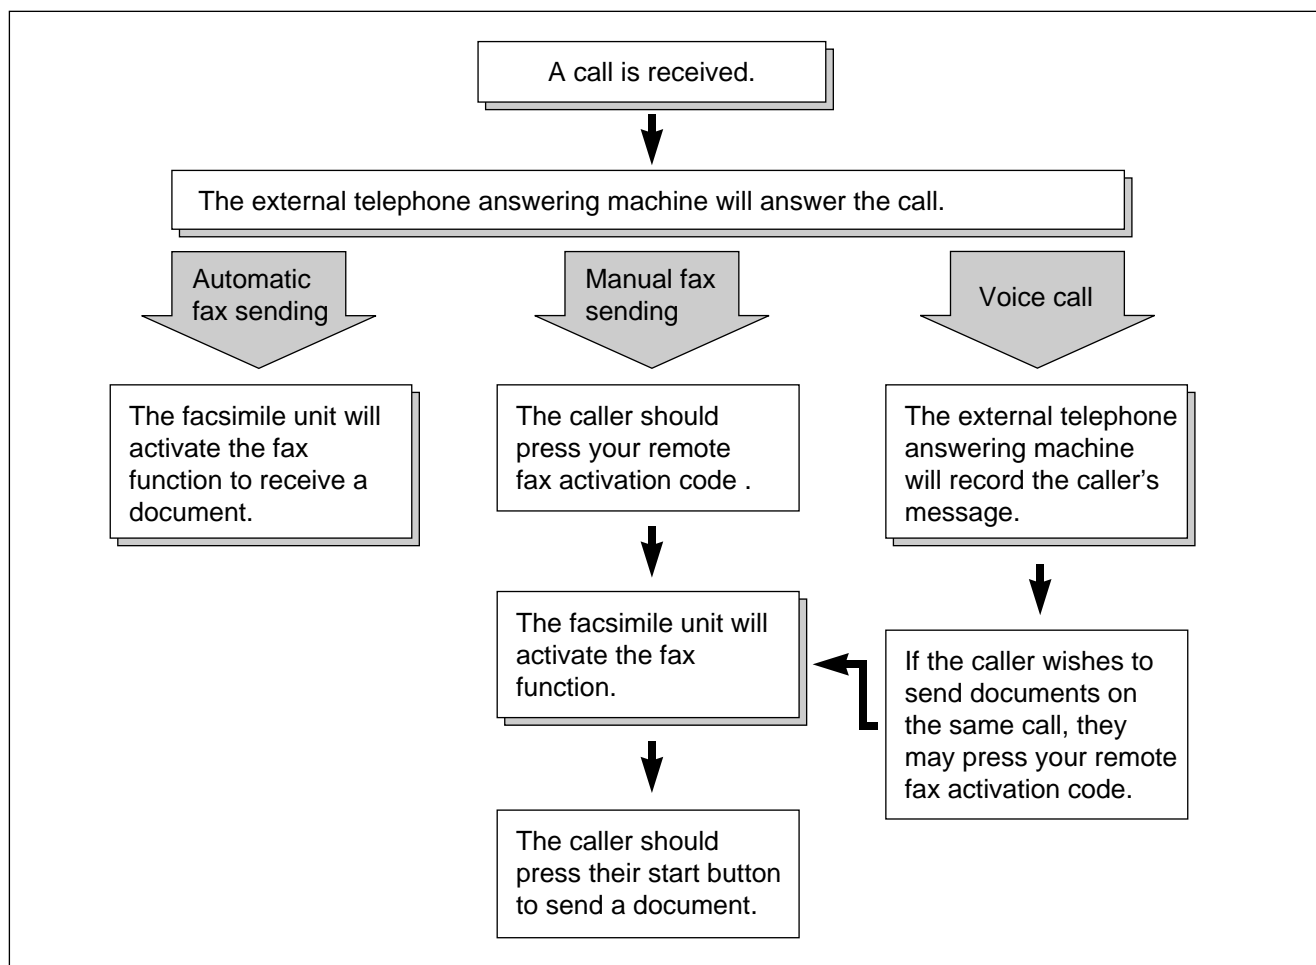 A call is received.
The external telephone answering machine will answer the call.
Automatic
fax sending
Manual fax
sending
Voice call
The facsimile unit will
activate the fax
function to receive a
document.
The caller should
press your remote
fax activation code .
The external telephone
answering machine
will record the caller’s
message.
The facsimile unit will
activate the fax
function.
If the caller wishes to
send documents on
the same call, they
may press your remote
fax activation code.
The caller should
press their start button
to send a document.